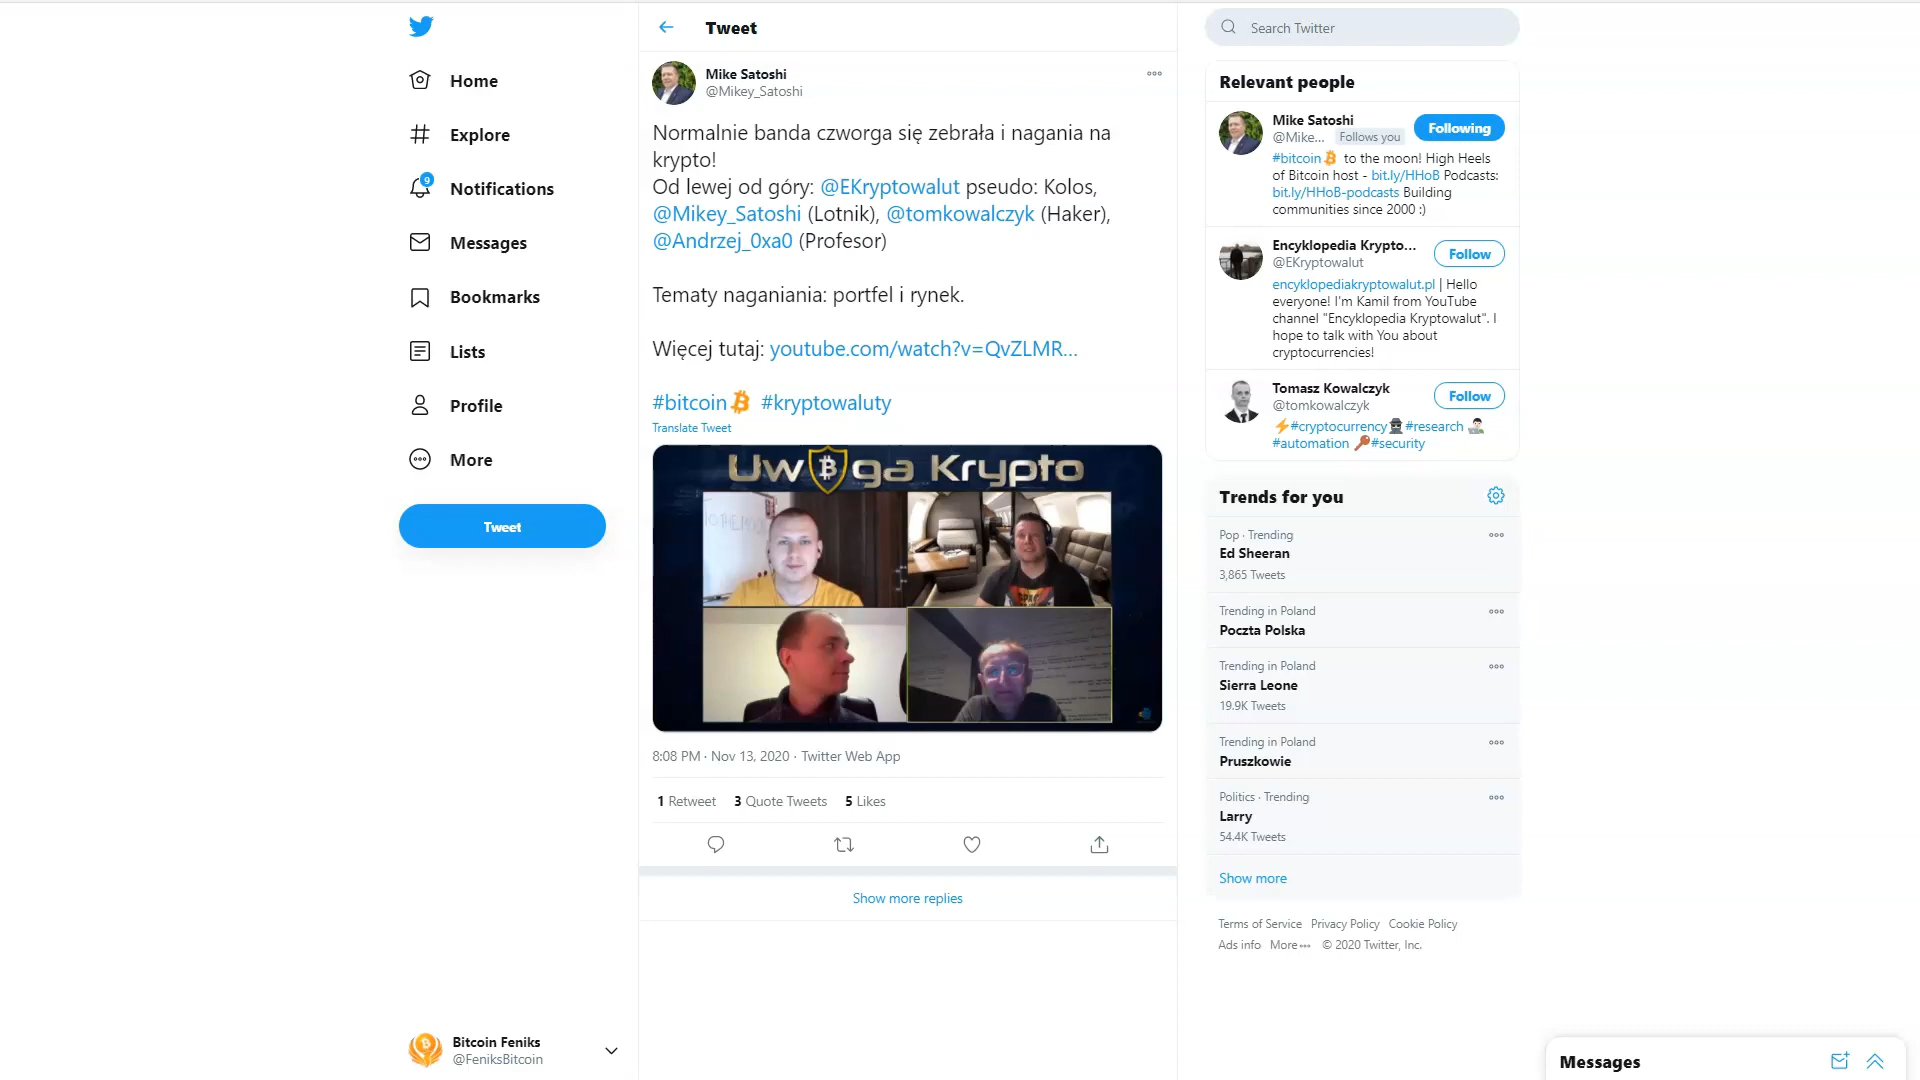 Home
Explore
9
Notifications
Messages
Bookmarks
Lists
Profile
More
Tweet
Bitcoin Feniks
@FeniksBitcoin
Tweet
Mike Satoshi
@Mikey_Satoshi
Normalnie banda czworga się zebrała i nagania na
krypto!
Od lewej od góry: @EKryptowalut pseudo: Kolos,
@Mikey_Satoshi (Lotnik), @tomkowalczyk (Haker),
@Andrzej_0xa0 (Profesor)
Tematy naganiania: portfel i rynek.
Więcej tutaj: youtube.com/watch?v=QvZLMR...
#bitcoin #kryptowaluty
Translate Tweet
Uwaga Krypto
8:08 PM · Nov 13, 2020 · Twitter Web App
1 Retweet 3 Quote Tweets 5 Likes
Show more replies
Search Twitter
Relevant people
Mike Satoshi
@Mike... Follows you
Following
#bitcoin to the moon! High Heels
of Bitcoin host - bit.ly/HHoB Podcasts:
bit.ly/HHoB-podcasts Building
communities since 2000 :)
Encyklopedia Krypto...
@EKryptowalut
Follow
encyklopediakryptowalut.pl | Hello
everyone! I'm Kamil from YouTube
channel "Encyklopedia Kryptowalut". I
hope to talk with You about
cryptocurrencies!
Tomasz Kowalczyk
@tomkowalczyk
Follow
#cryptocurrency #research
#automation #security
Trends for you
Pop · Trending
Ed Sheeran
3,865 Tweets
Trending in Poland
Poczta Polska
Trending in Poland
Sierra Leone
19.9K Tweets
Trending in Poland
Pruszkowie
Politics · Trending
Larry
54.4K Tweets
Show more
Terms of Service Privacy Policy Cookie Policy
Ads info More © 2020 Twitter, Inc.
Messages